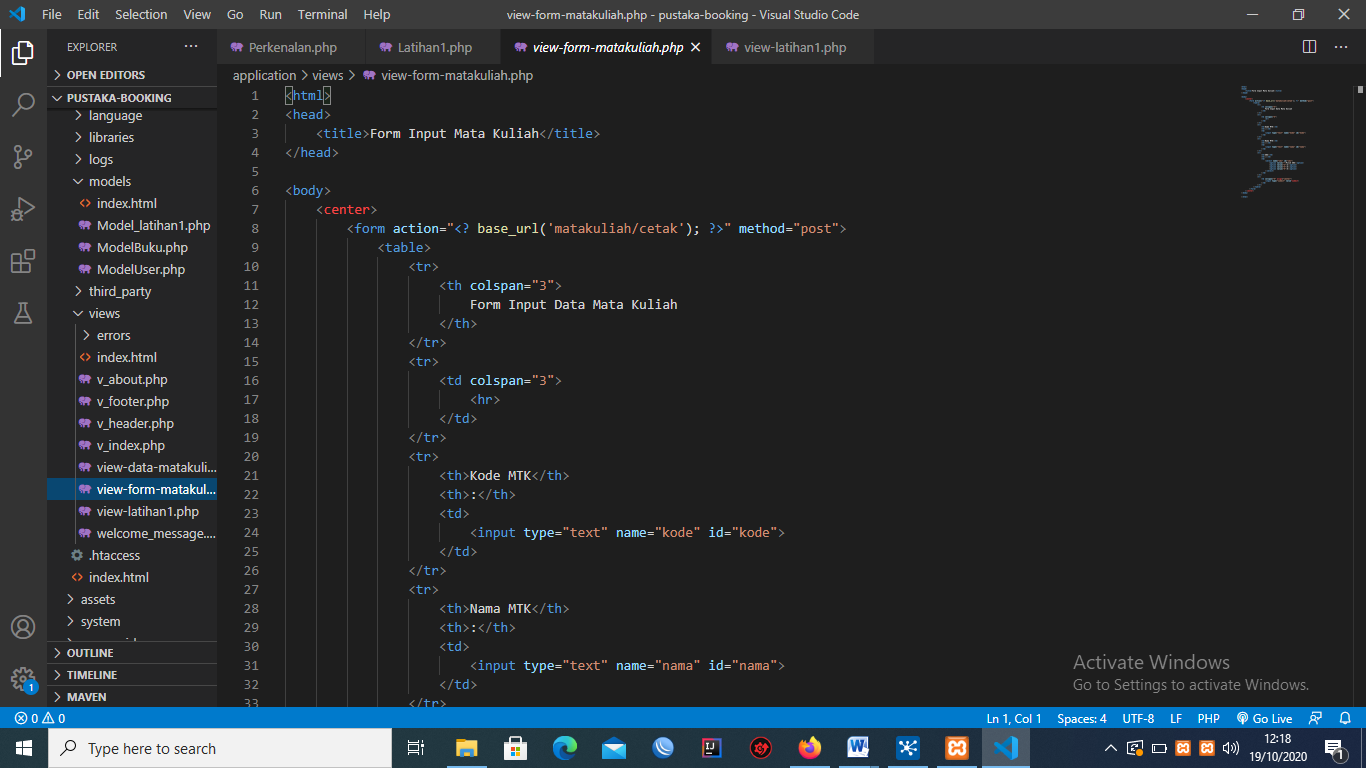 File Edit Selection View Go Run Terminal Help view-form-matakuliah.php - pustaka-booking - Visual Studio Code
EXPLORER
OPEN EDITORS
PUSTAKA-BOOKING
language
libraries
logs
models
index.html
Model_latihan1.php
ModelBuku.php
ModelUser.php
third_party
views
errors
index.html
v_about.php
v_footer.php
v_header.php
v_index.php
view-data-matakuli...
view-form-matakul...
view-latihan1.php
welcome_message....
.htaccess
index.html
assets
system
OUTLINE
TIMELINE
MAVEN
Perkenalan.php Latihan1.php view-form-matakuliah.php view-latihan1.php
application > views > view-form-matakuliah.php
1 <html>
2 <head>
3 <title>Form Input Mata Kuliah</title>
4 </head>
5
6 <body>
7 <center>
8 <form action="<? base_url('matakuliah/cetak'); ?>" method="post">
9 <table>
10 <tr>
11 <th colspan="3">
12 Form Input Data Mata Kuliah
13 </th>
14 </tr>
15 <tr>
16 <td colspan="3">
17 <hr>
18 </td>
19 </tr>
20 <tr>
21 <th>Kode MTK</th>
22 <th>:</th>
23 <td>
24 <input type="text" name="kode" id="kode">
25 </td>
26 </tr>
27 <tr>
28 <th>Nama MTK</th>
29 <th>:</th>
30 <td>
31 <input type="text" name="nama" id="nama">
32 </td>
33 </tr>
Activate Windows
Go to Settings to activate Windows.
1
0 0 Ln 1, Col 1 Spaces: 4 UTF-8 LF PHP Go Live
Type here to search
12:18
19/10/2020
1